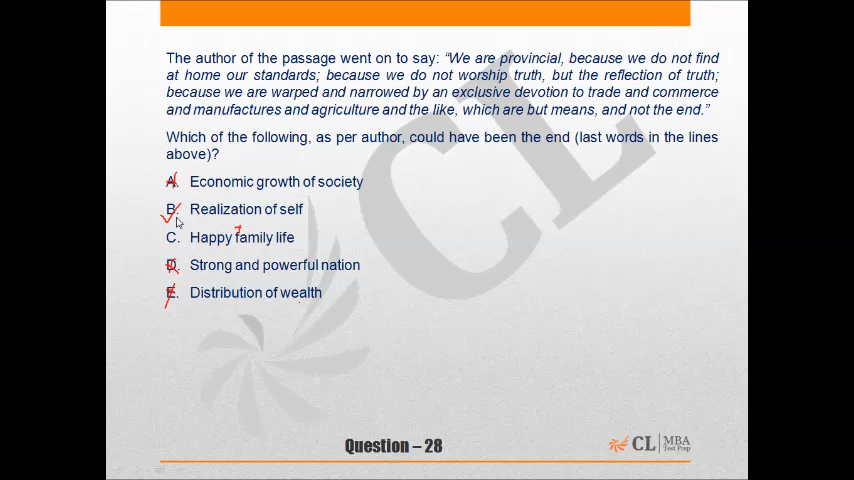 The author of the passage went on to say: “We are provincial, because we do not find
at home our standards; because we do not worship truth, but the reflection of truth;
because we are warped and narrowed by an exclusive devotion to trade and commerce
and manufactures and agriculture and the like, which are but means, and not the end.”
Which of the following, as per author, could have been the end (last words in the lines
above)?
A. Economic growth of society
B. Realization of self
C. Happy family life
D. Strong and powerful nation
E. Distribution of wealth
CL
Question – 28
CL MBA
Test Prep